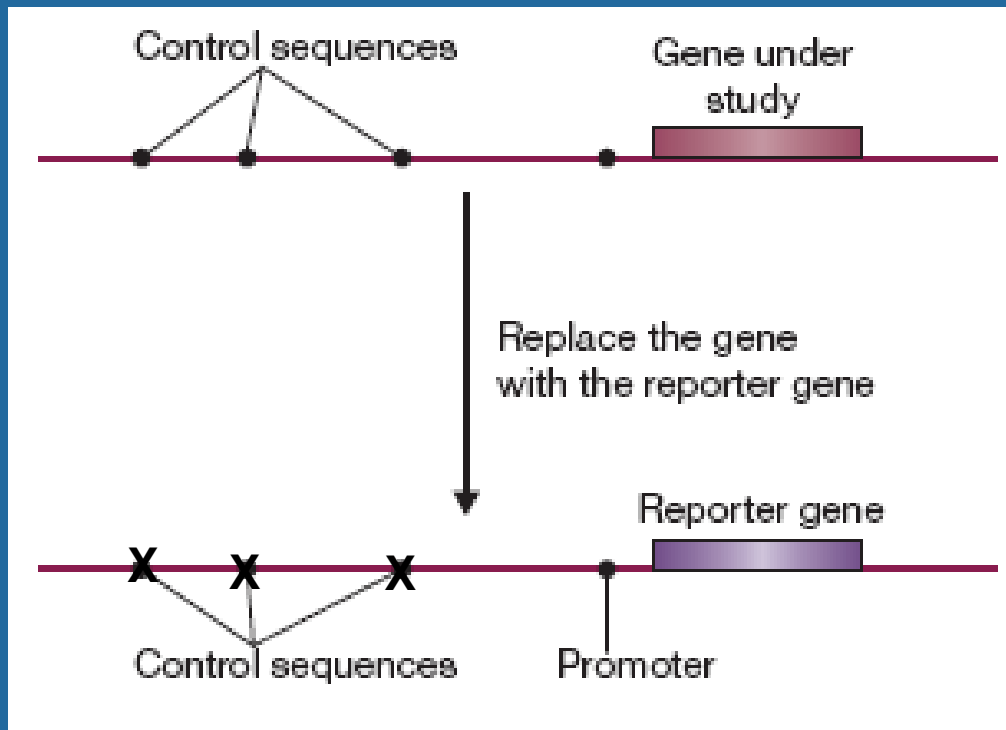 Control sequences
Gene under
study
Replace the gene
with the reporter gene
Reporter gene
X X X
Control sequences
Promoter